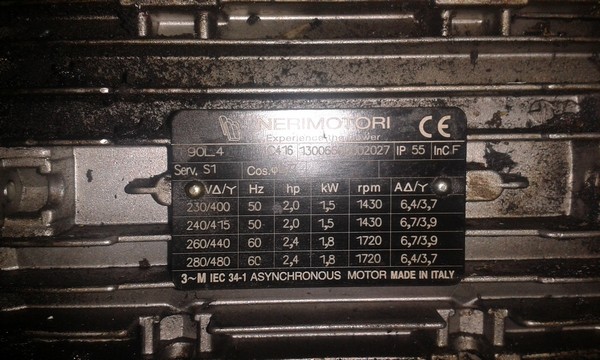 NERIMOTORI CE
Experience the Power
90L 4 IP 55 InC.F
Serv. S1 Cos.φ
VΔ/Y Hz hp kW rpm AΔ/Y
230/400 50 2,0 1,5 1430 6,4/3,7
240/415 50 2,0 1,5 1430 6,7/3,9
260/440 60 2,4 1,8 1720 6,7/3,9
280/480 60 2,4 1,8 1720 6,4/3,7
3~M IEC 34-1 ASYNCHRONOUS MOTOR MADE IN ITALY